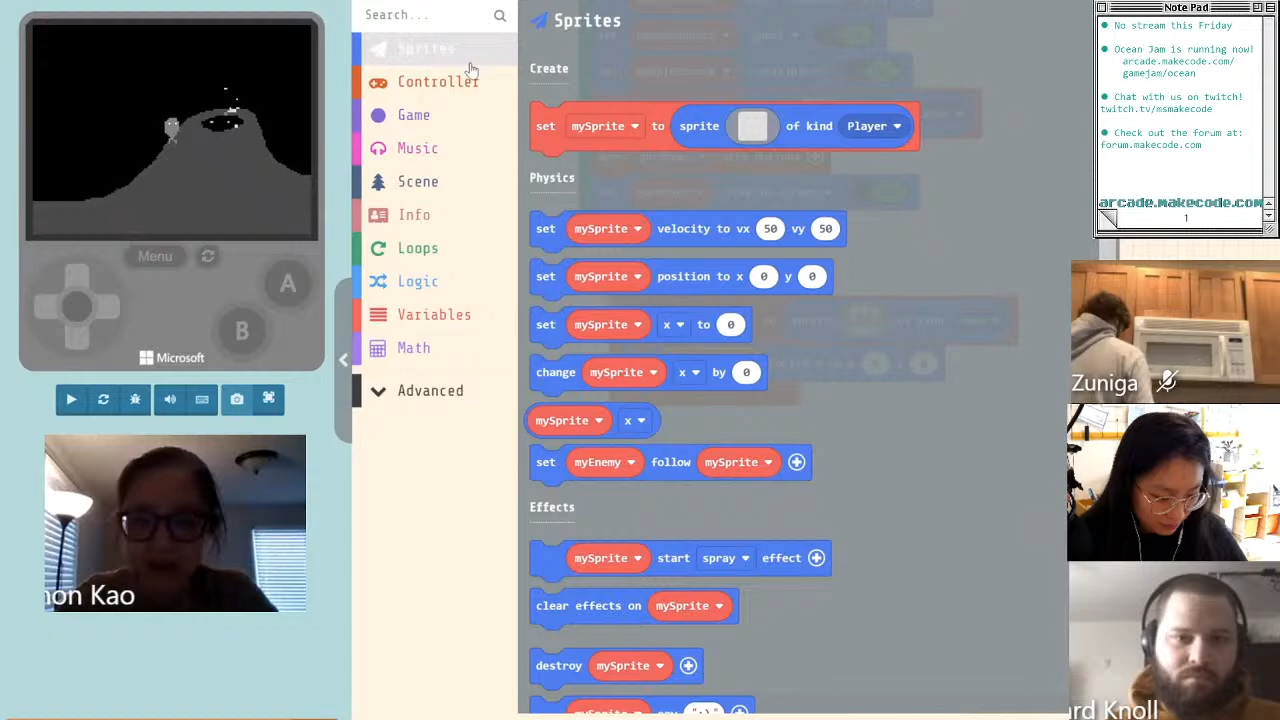 Search...
Sprites
Controller
Game
Music
Scene
Info
Loops
Logic
Variables
Math
Advanced
Menu
A
B
Microsoft
Sprites
Create
set mySprite to sprite of kind Player
Physics
set mySprite velocity to vx 50 vy 50
set mySprite position to x 0 y 0
set mySprite x to 0
change mySprite x by 0
mySprite x
set myEnemy follow mySprite
Effects
mySprite start spray effect
clear effects on mySprite
destroy mySprite
mySprite say ":)"
Note Pad
No stream this Friday
Ocean Jam is running now!
arcade.makecode.com/
gamejam/ocean
Chat with us on twitch!
twitch.tv/msmakecode
Check out the forum at:
forum.makecode.com
arcade.makecode.com
1
Zuniga
non Kao
ard Knoll